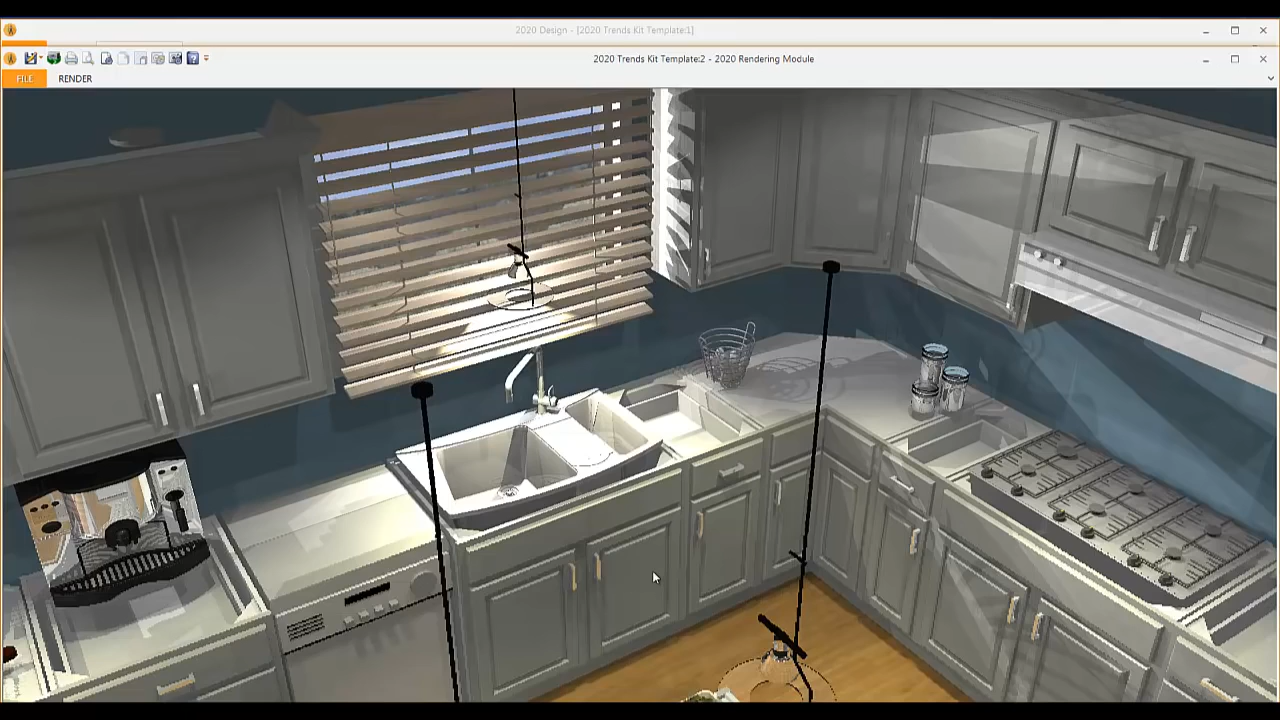 2020 Design - [2020 Trends Kit Template:1]
2020 Trends Kit Template:2 - 2020 Rendering Module
FILE RENDER